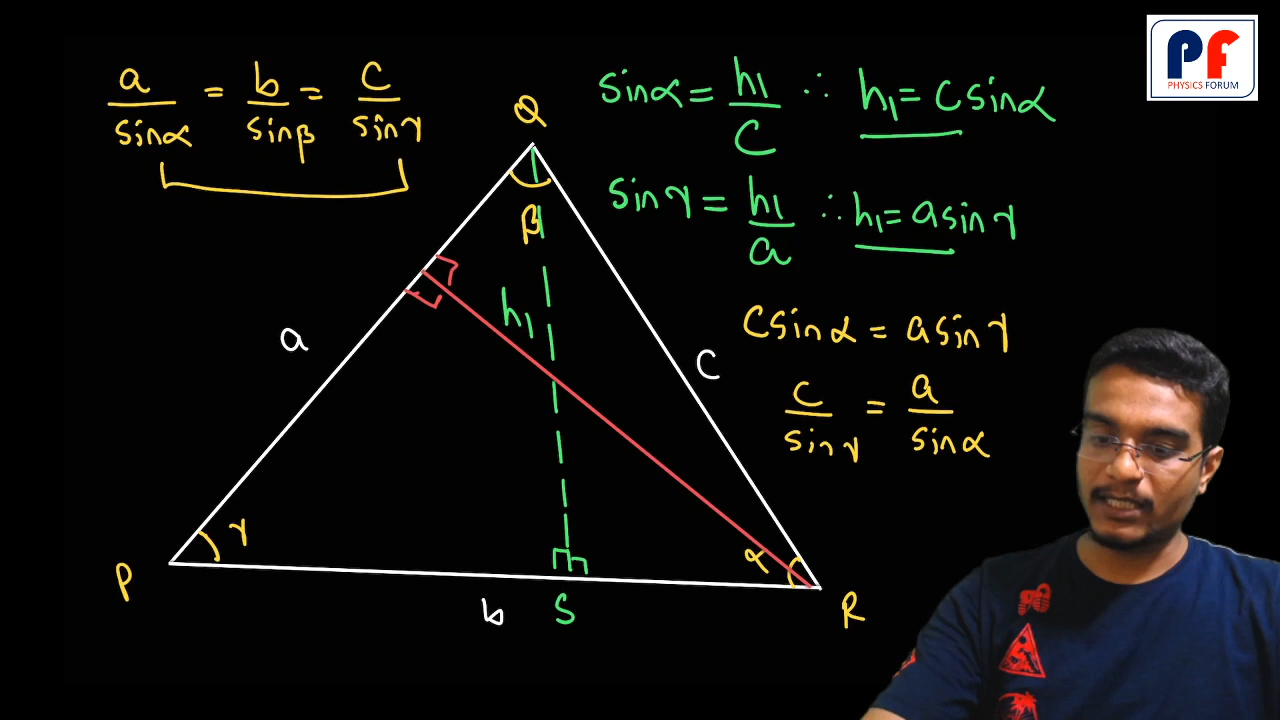 a/sinα = b/sinβ = c/sinγ
sinα = h1/c ∴ h1 = c sinα
sinγ = h1/a ∴ h1 = a sinγ
c sinα = a sinγ
c/sinγ = a/sinα
Q
β
h1
a
c
γ
α
P
b
S
R
PF
PHYSICS FORUM